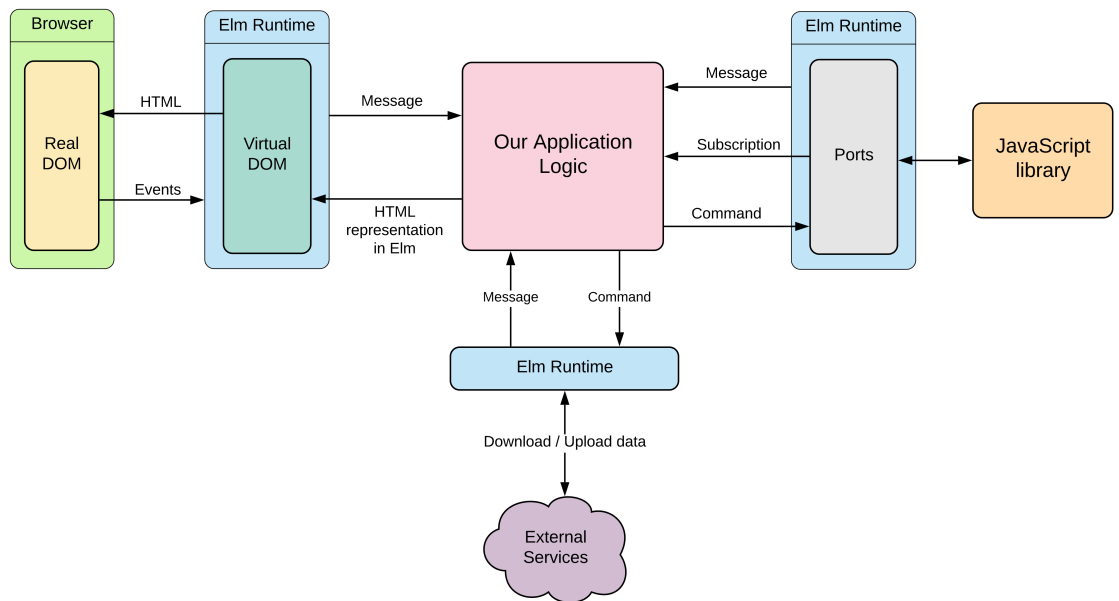 Browser
Elm Runtime
Elm Runtime
HTML
Message
Message
Real
DOM
Virtual
DOM
Our Application
Logic
Subscription
Ports
JavaScript
library
Events
HTML
representation
in Elm
Command
Message
Command
Elm Runtime
Download / Upload data
External
Services